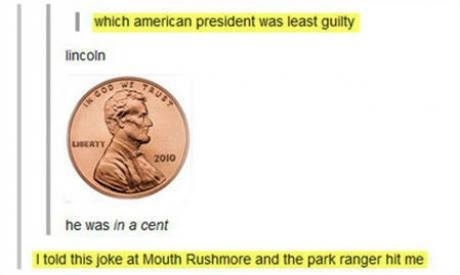 which american president was least guilty
lincoln
IN GOD WE TRUST
LIBERTY
2010
he was in a cent
I told this joke at Mouth Rushmore and the park ranger hit me